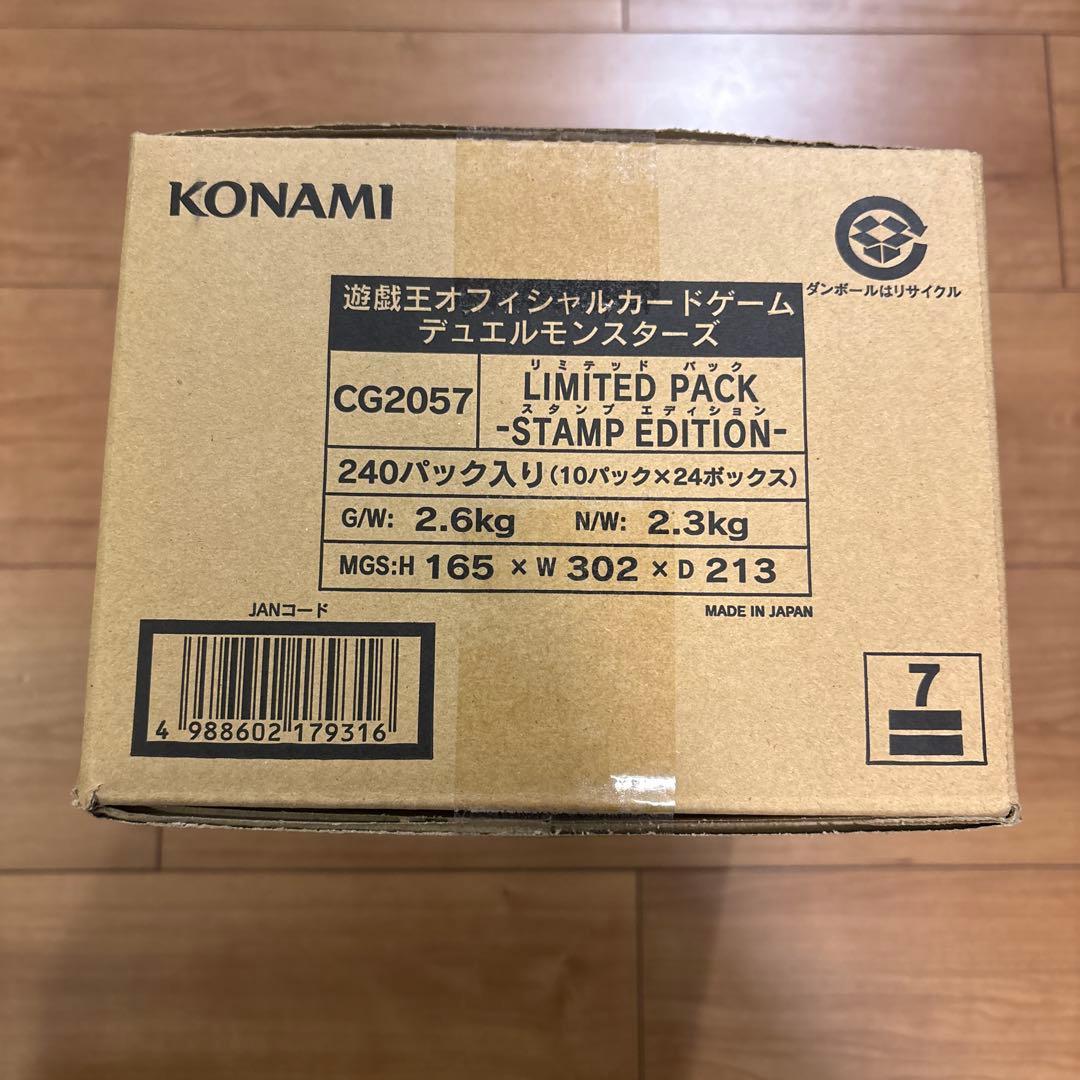 KONAMI
ダンボールはリサイクル
遊戯王オフィシャルカードゲーム
デュエルモンスターズ
CG2057
リミテッド パック
LIMITED PACK
スタンプ エディション
-STAMP EDITION-
240パック入り(10パック×24ボックス)
G/W: 2.6kg N/W: 2.3kg
MGS:H 165 × W 302 × D 213
JANコード
MADE IN JAPAN
4 988602 179316
7